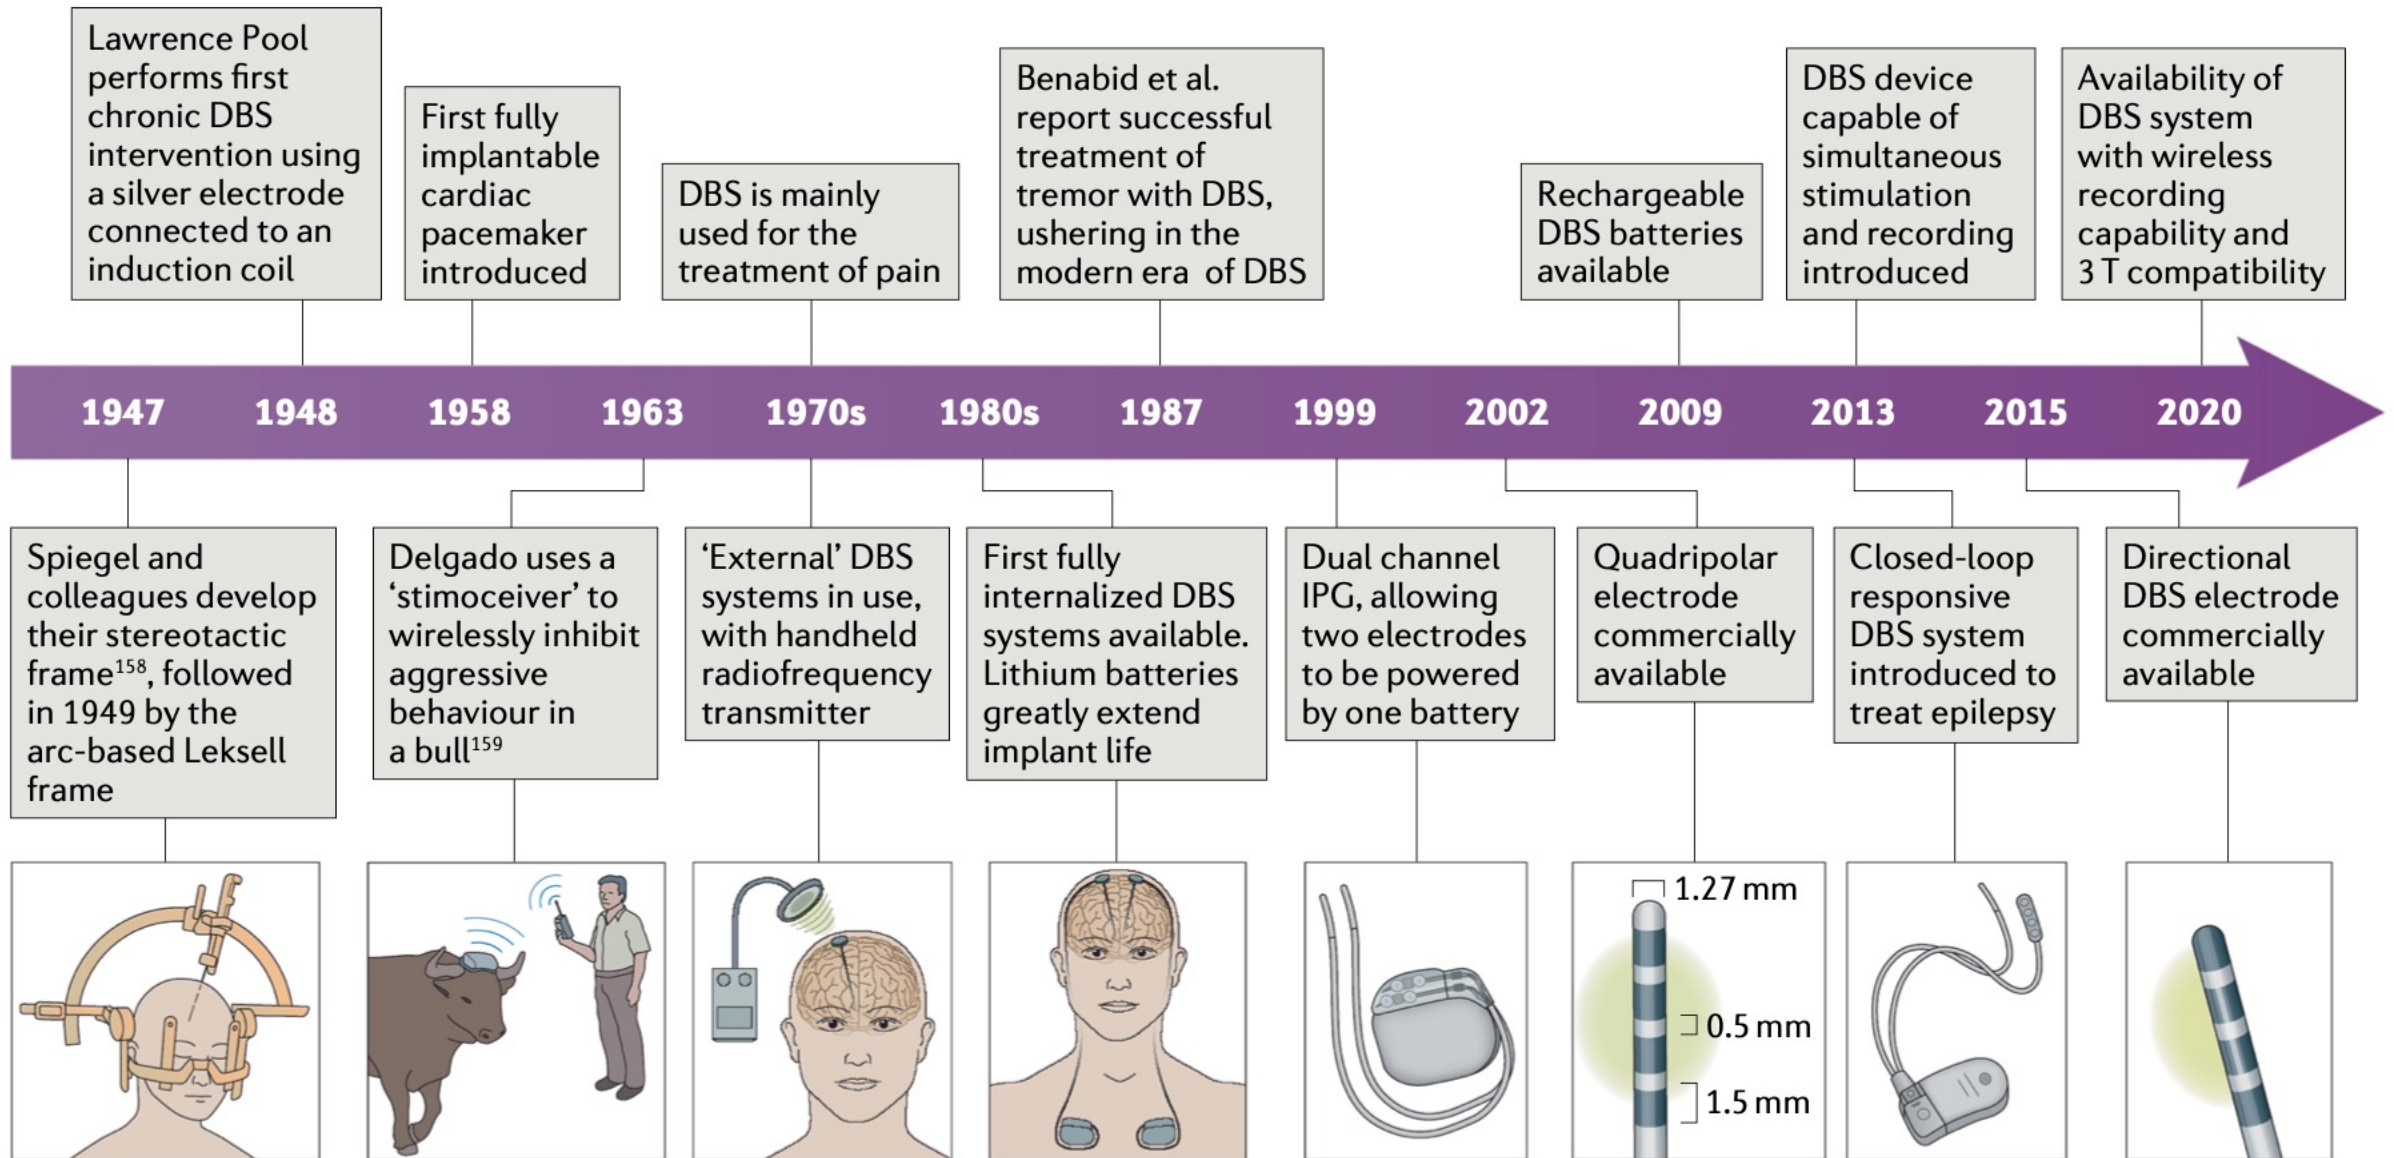 Lawrence Pool
performs first
chronic DBS
intervention using
a silver electrode
connected to an
induction coil
First fully
implantable
cardiac
pacemaker
introduced
DBS is mainly
used for the
treatment of pain
Benabid et al.
report successful
treatment of
tremor with DBS,
ushering in the
modern era of DBS
Rechargeable
DBS batteries
available
DBS device
capable of
simultaneous
stimulation
and recording
introduced
Availability of
DBS system
with wireless
recording
capability and
3 T compatibility
1947 1948 1958 1963 1970s 1980s 1987 1999 2002 2009 2013 2015 2020
Spiegel and
colleagues develop
their stereotactic
frame158, followed
in 1949 by the
arc-based Leksell
frame
Delgado uses a
‘stimoceiver’ to
wirelessly inhibit
aggressive
behaviour in
a bull159
‘External’ DBS
systems in use,
with handheld
radiofrequency
transmitter
First fully
internalized DBS
systems available.
Lithium batteries
greatly extend
implant life
Dual channel
IPG, allowing
two electrodes
to be powered
by one battery
Quadripolar
electrode
commercially
available
Closed-loop
responsive
DBS system
introduced to
treat epilepsy
Directional
DBS electrode
commercially
available
1.27 mm
0.5 mm
1.5 mm